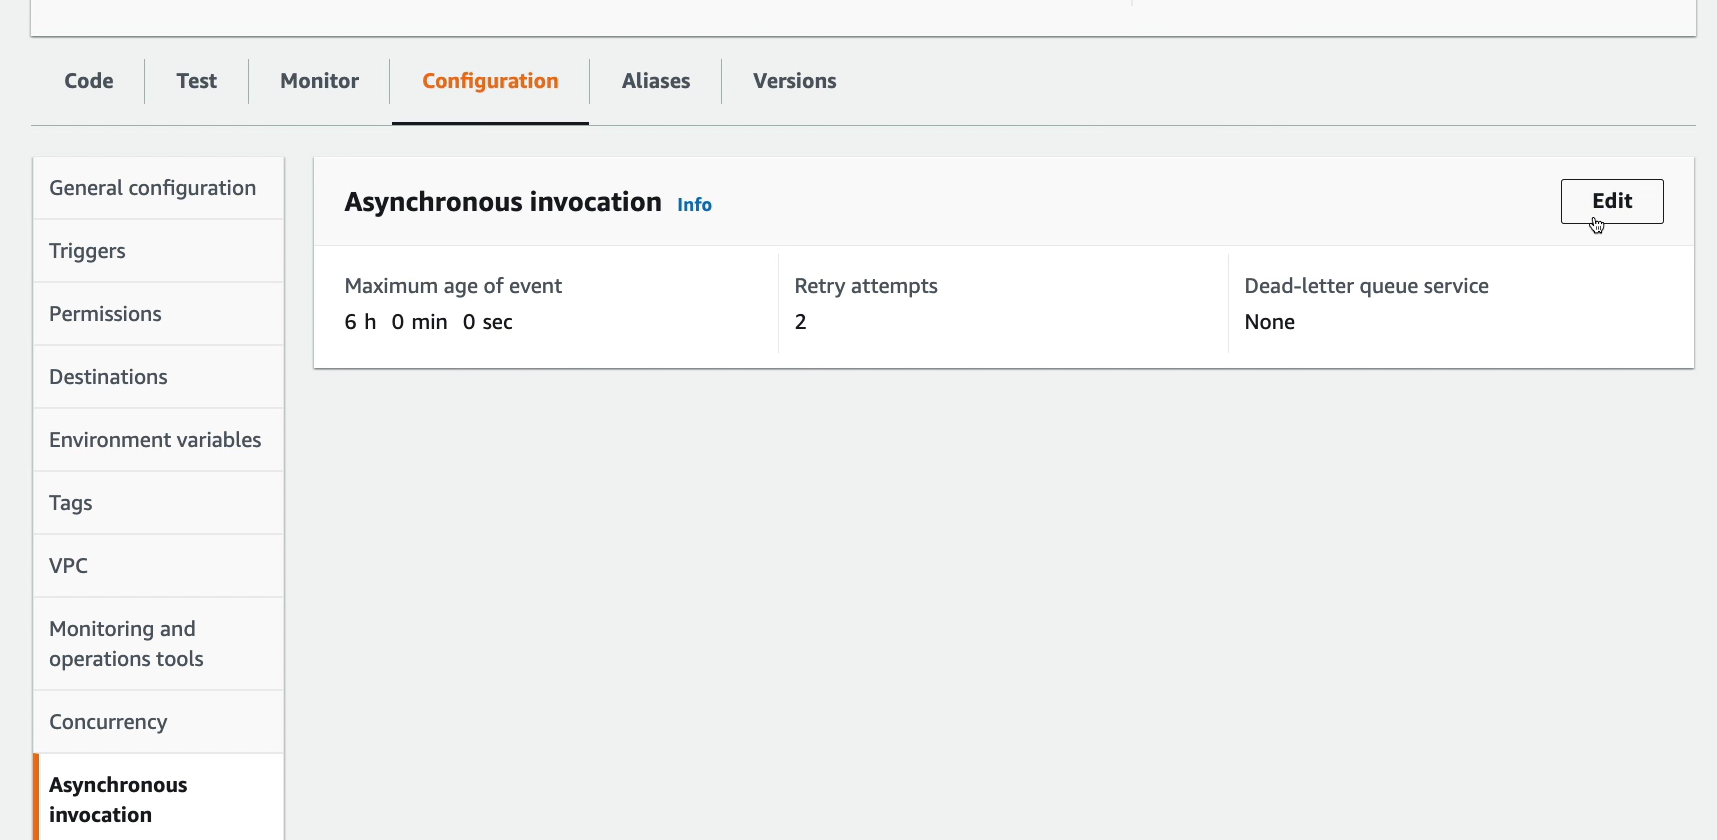 Code
Test
Monitor
Configuration
Aliases
Versions
General configuration
Triggers
Permissions
Destinations
Environment variables
Tags
VPC
Monitoring and
operations tools
Concurrency
Asynchronous
invocation
Asynchronous invocation Info
Edit
Maximum age of event
6 h 0 min 0 sec
Retry attempts
2
Dead-letter queue service
None